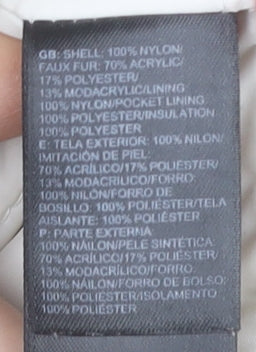 GB: SHELL: 100% NYLON/
FAUX FUR: 70% ACRYLIC/
17% POLYESTER/
13% MODACRYLIC/LINING
100% NYLON/POCKET LINING
100% POLYESTER/INSULATION
100% POLYESTER
E: TELA EXTERIOR: 100% NILON/
IMITACIÓN DE PIEL:
70% ACRÍLICO/17% POLIÉSTER/
13% MODACRÍLICO/FORRO:
100% NILÓN/FORRO DE
BOSILLO: 100% POLIÉSTER/TELA
AISLANTE: 100% POLIÉSTER
P: PARTE EXTERNA:
100% NÁILON/PELE SINTÉTICA:
70% ACRÍLICO/17% POLIÉSTER/
13% MODACRÍLICO/FORRO:
100% NÁILON/FORRO DE BOLSO:
100% POLIÉSTER/ISOLAMENTO
100% POLIÉSTER